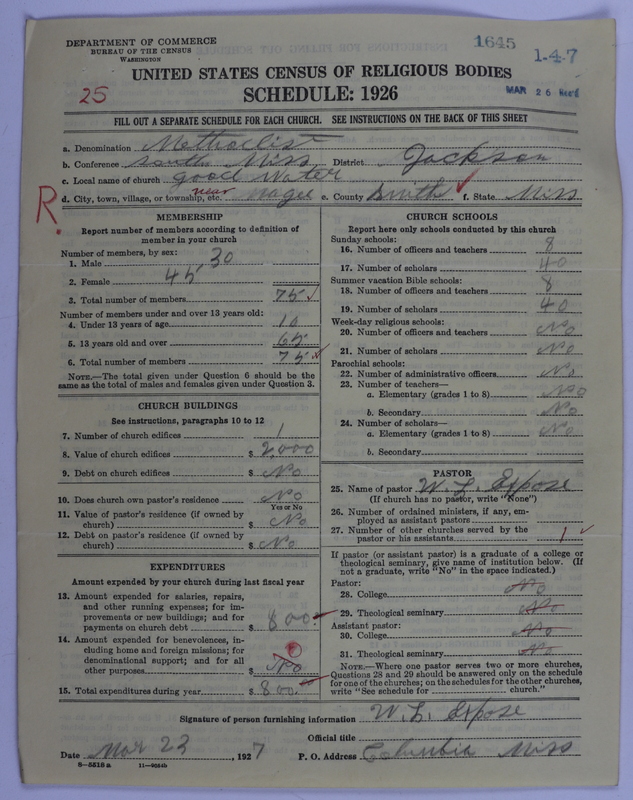 DEPARTMENT OF COMMERCE
BUREAU OF THE CENSUS
WASHINGTON
1645
1-4-7
MAR 26 Rec'd
25
UNITED STATES CENSUS OF RELIGIOUS BODIES
SCHEDULE: 1926
FILL OUT A SEPARATE SCHEDULE FOR EACH CHURCH. SEE INSTRUCTIONS ON THE BACK OF THIS SHEET
a. Denomination Methodist
b. Conference South Miss District Jackson
c. Local name of church Good Water
R.
d. City, town, village, or township, etc. near Magee e. County Smith f. State Miss
MEMBERSHIP
Report number of members according to definition of
member in your church
Number of members, by sex:
1. Male 30
2. Female 45
3. Total number of members 75
Number of members under and over 13 years old:
4. Under 13 years of age 10
5. 13 years old and over 65
6. Total number of members 75
NOTE.—The total given under Question 6 should be the
same as the total of males and females given under Question 3.
CHURCH BUILDINGS
See instructions, paragraphs 10 to 12
7. Number of church edifices 1
8. Value of church edifices $ 2,000
9. Debt on church edifices $ No
10. Does church own pastor's residence No
Yes or No
11. Value of pastor's residence (if owned by
church) $ No
12. Debt on pastor's residence (if owned by
church) $ No
EXPENDITURES
Amount expended by your church during last fiscal year
13. Amount expended for salaries, repairs,
and other running expenses; for im-
provements or new buildings; and for
payments on church debt $ 800
14. Amount expended for benevolences, in-
cluding home and foreign missions; for
denominational support; and for all
other purposes $ No 0
15. Total expenditures during year $ 800
CHURCH SCHOOLS
Report here only schools conducted by this church
Sunday schools:
16. Number of officers and teachers 8
17. Number of scholars 40
Summer vacation Bible schools:
18. Number of officers and teachers 8
19. Number of scholars 40
Week-day religious schools:
20. Number of officers and teachers No
21. Number of scholars No
Parochial schools:
22. Number of administrative officers No
23. Number of teachers—
a. Elementary (grades 1 to 8) No
b. Secondary No
24. Number of scholars—
a. Elementary (grades 1 to 8) No
b. Secondary
PASTOR
25. Name of pastor W. L. Expose
(If church has no pastor, write "None")
26. Number of ordained ministers, if any, em-
ployed as assistant pastors
27. Number of other churches served by the
pastor or his assistants 1
If pastor (or assistant pastor) is a graduate of a college or
theological seminary, give name of institution below. (If
not a graduate, write "No" in the space indicated.)
Pastor:
28. College No
29. Theological seminary No
Assistant pastor:
30. College No
31. Theological seminary No
NOTE.—Where one pastor serves two or more churches,
Questions 28 and 29 should be answered only on the schedule
for one of the churches; on the schedules for the other churches,
write "See schedule for church."
Signature of person furnishing information W. L. Expose
Official title
Date Mar 23, 1927 P. O. Address Columbia Miss
8—5518 a 11—9054b